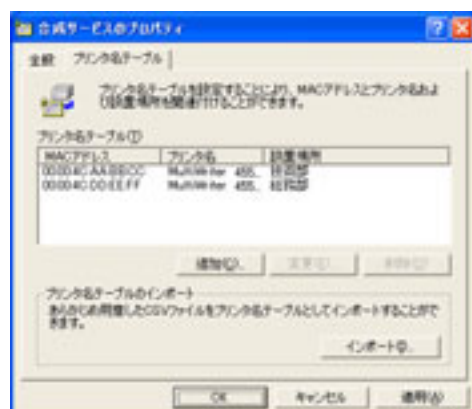 合成サービスのプロパティ
全般 プリンタ名テーブル
プリンタ名テーブルを設定することにより、MACアドレスとプリンタ名およ
び設置場所を関連付けることができます。
プリンタ名テーブル(T)
MACアドレス プリンタ名 設置場所
00004CAABBCC MultiWriter 455.. 技術部
00004CDDEEFF MultiWriter 455.. 総務部
追加(A).. 変更(E).. 削除(D)
プリンタ名テーブルのインポート
あらかじめ用意したCSVファイルをプリンタ名テーブルとしてインポートすることがで
きます。
インポート(I)..
OK キャンセル 適用(A)